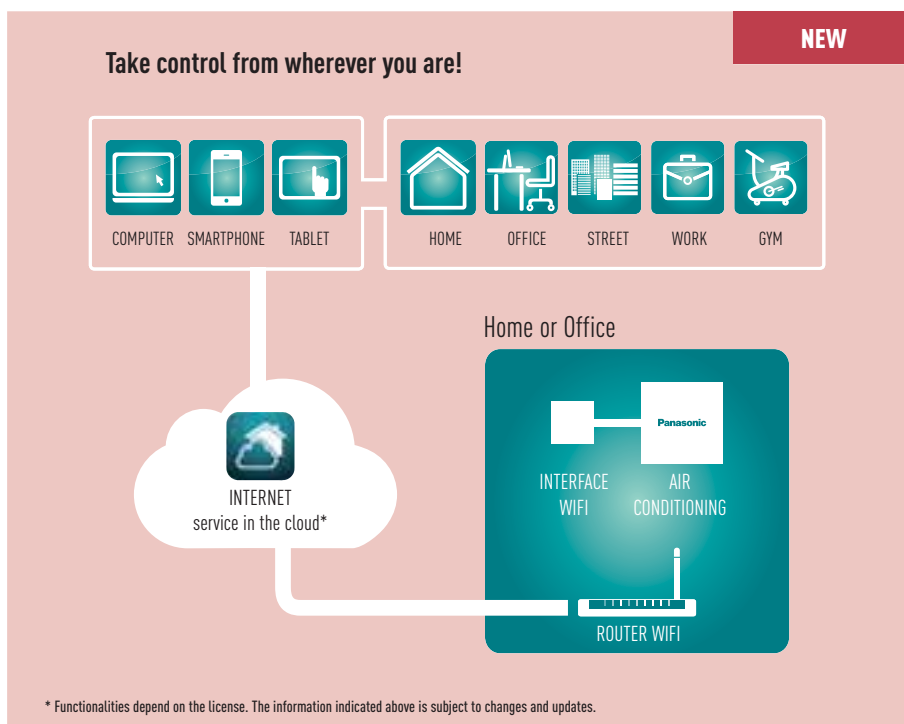 NEW
Take control from wherever you are!
COMPUTER
SMARTPHONE
TABLET
HOME
OFFICE
STREET
WORK
GYM
Home or Office
Panasonic
INTERFACE
WIFI
AIR
CONDITIONING
INTERNET
service in the cloud*
ROUTER WIFI
* Functionalities depend on the license. The information indicated above is subject to changes and updates.